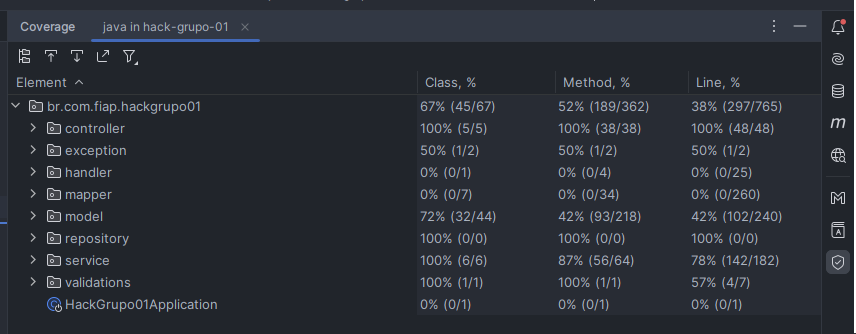 Coverage java in hack-grupo-01
Element Class, % Method, % Line, %
br.com.fiap.hackgrupo01 67% (45/67) 52% (189/362) 38% (297/765)
controller 100% (5/5) 100% (38/38) 100% (48/48)
exception 50% (1/2) 50% (1/2) 50% (1/2)
handler 0% (0/1) 0% (0/4) 0% (0/25)
mapper 0% (0/7) 0% (0/34) 0% (0/260)
model 72% (32/44) 42% (93/218) 42% (102/240)
repository 100% (0/0) 100% (0/0) 100% (0/0)
service 100% (6/6) 87% (56/64) 78% (142/182)
validations 100% (1/1) 100% (1/1) 57% (4/7)
HackGrupo01Application 0% (0/1) 0% (0/1) 0% (0/1)